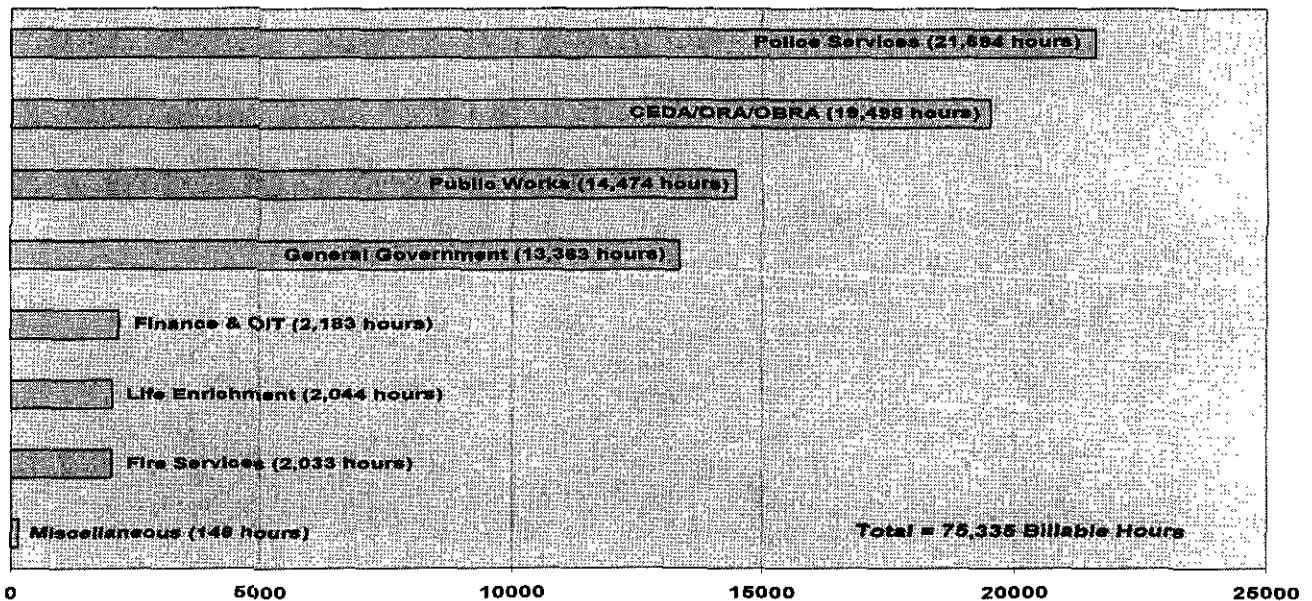 Police Services (21,594 hours)
CEDA/ORA/OBRA (19,498 hours)
Public Works (14,474 hours)
General Government (13,363 hours)
Finance & OIT (2,183 hours)
Life Enrichment (2,044 hours)
Fire Services (2,033 hours)
Miscellaneous (146 hours)
Total = 75,335 Billable Hours
0 5000 10000 15000 20000 25000